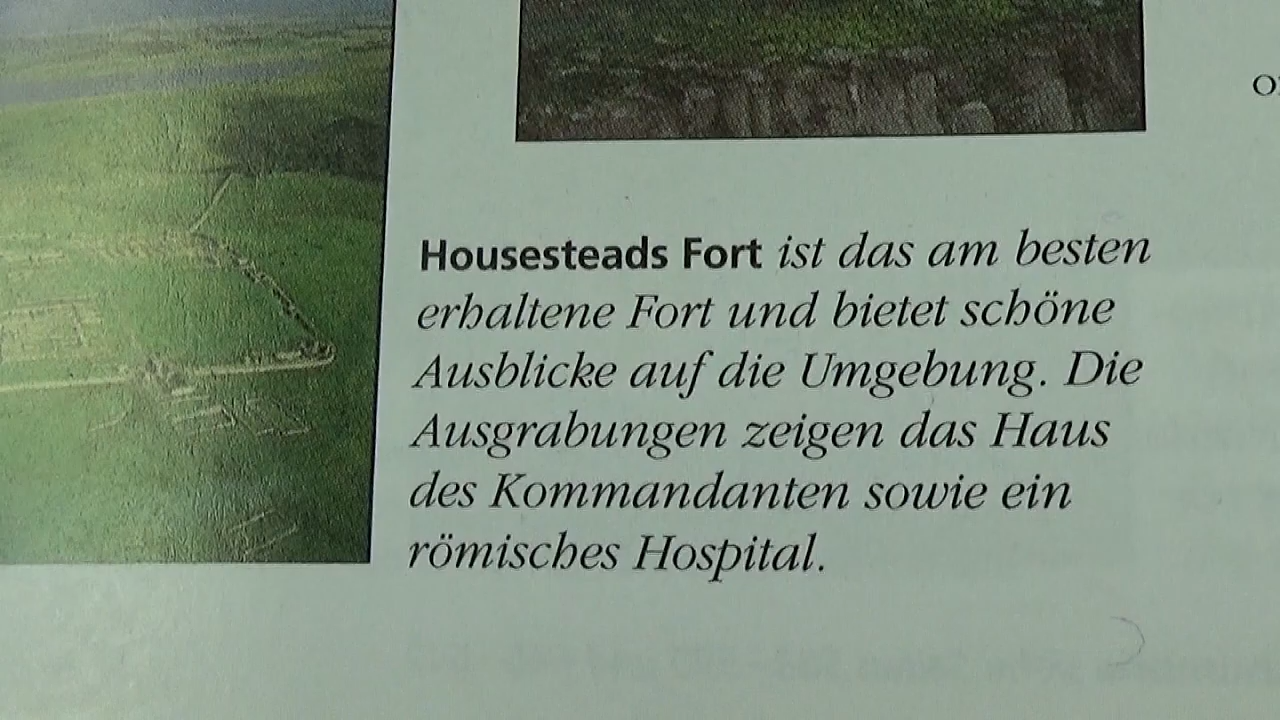 Housesteads Fort ist das am besten
erhaltene Fort und bietet schöne
Ausblicke auf die Umgebung. Die
Ausgrabungen zeigen das Haus
des Kommandanten sowie ein
römisches Hospital.